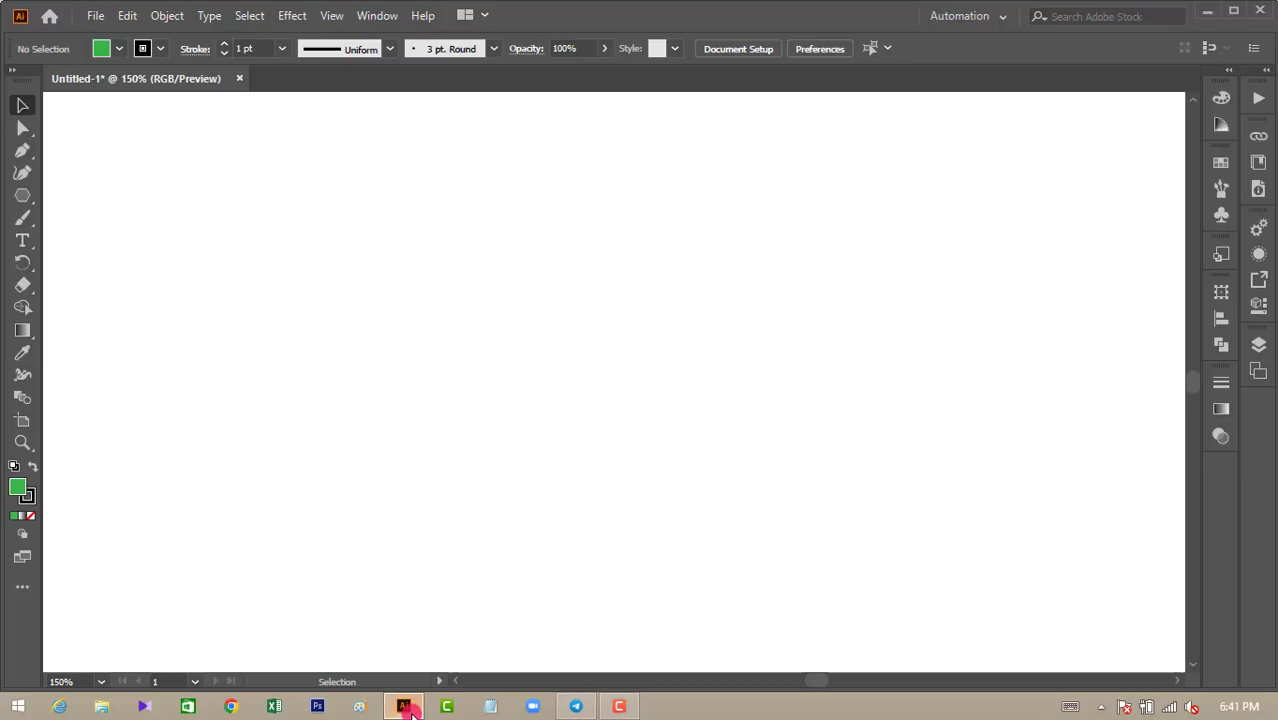 Ai File Edit Object Type Select Effect View Window Help Automation Search Adobe Stock
No Selection Stroke: 1 pt Uniform 3 pt. Round Opacity: 100% Style: Document Setup Preferences
Untitled-1* @ 150% (RGB/Preview) ×
150% 1 Selection
Ps Ai 6:41 PM